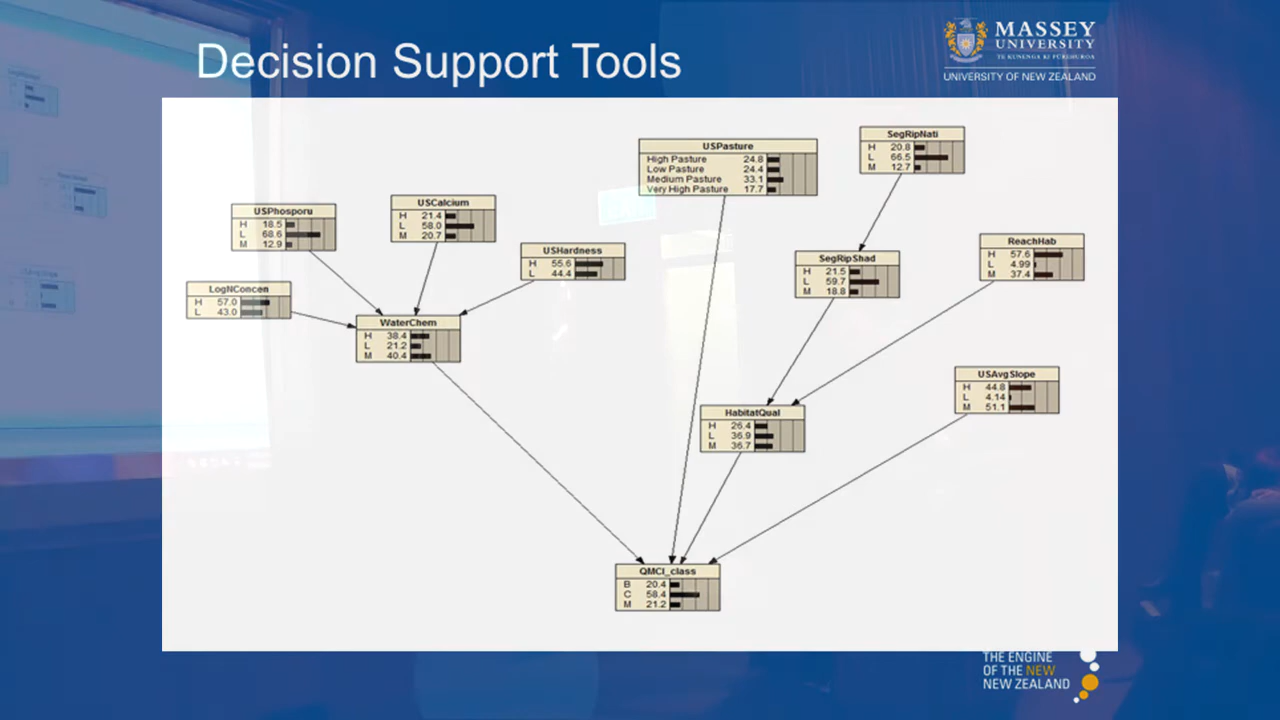 Decision Support Tools
MASSEY
UNIVERSITY
TE KUNENGA KI PŪREHUROA
UNIVERSITY OF NEW ZEALAND
USPasture
High Pasture 24.8
Low Pasture 24.4
Medium Pasture 33.1
Very High Pasture 17.7
SegRipNati
H 20.8
L 66.5
M 12.7
USPhosporu
H 18.5
L 68.6
M 12.9
USCalcium
H 21.4
L 58.0
M 20.7
USHardness
H 55.6
L 44.4
SegRipShad
H 21.5
L 59.7
M 18.8
ReachHab
H 57.6
L 4.99
M 37.4
LogNConcen
H 57.0
L 43.0
WaterChem
H 38.4
L 21.2
M 40.4
USAvgSlope
H 44.8
L 4.14
M 51.1
HabitatQual
H 26.4
L 36.9
M 36.7
QMCI_class
B 20.4
C 58.4
M 21.2
THE ENGINE
OF THE NEW
NEW ZEALAND